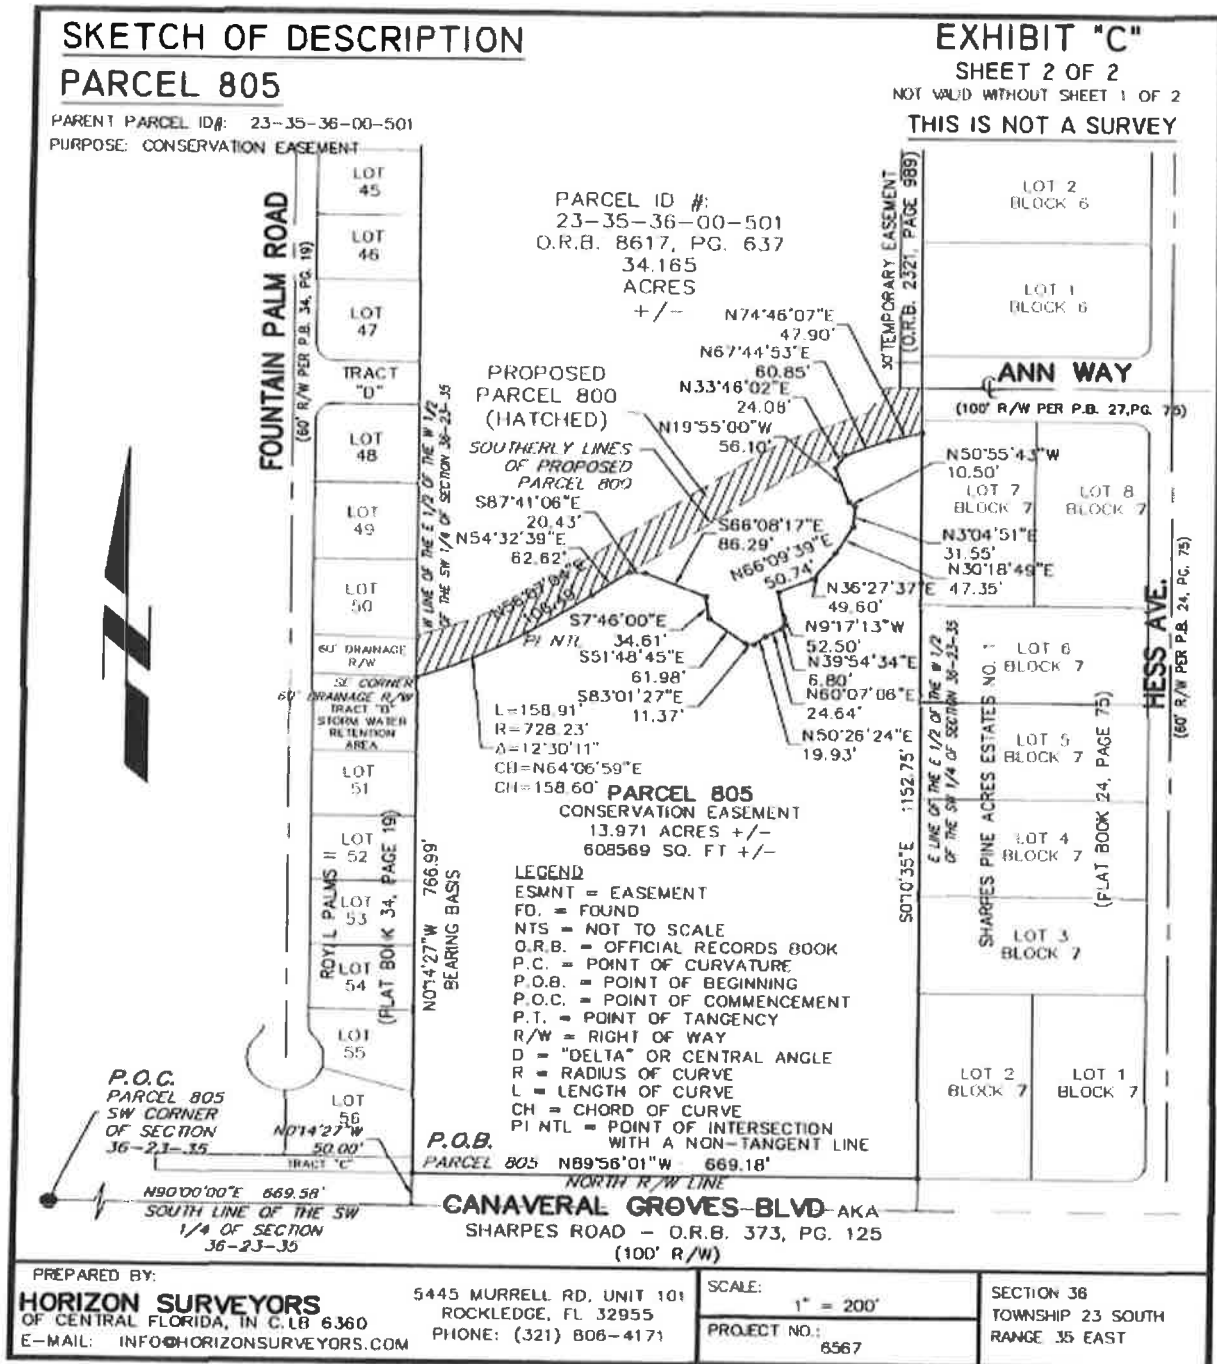 SKETCH OF DESCRIPTION
PARCEL 805
PARENT PARCEL ID#: 23-35-36-00-501
PURPOSE: CONSERVATION EASEMENT
EXHIBIT "C"
SHEET 2 OF 2
NOT VALID WITHOUT SHEET 1 OF 2
THIS IS NOT A SURVEY
FOUNTAIN PALM ROAD
(60' R/W PER P.B. 34, PG. 19)
LOT
45
LOT
46
LOT
47
TRACT
"D"
LOT
48
LOT
49
LOT
50
60' DRAINAGE
R/W
SE CORNER
60' DRAINAGE R/W
TRACT "B"
STORM WATER
RETENTION
AREA
LOT
51
LOT
52
LOT
53
LOT
54
LOT
55
LOT
56
TRACT "C"
ROYAL PALMS II
(PLAT BOOK 34, PAGE 19)
W LINE OF THE E 1/2 OF THE W 1/2
OF THE SW 1/4 OF SECTION 36-23-35
PARCEL ID #:
23-35-36-00-501
O.R.B. 8617, PG. 637
34.165
ACRES
+/-
30' TEMPORARY EASEMENT
(O.R.B. 2321, PAGE 989)
LOT 2
BLOCK 6
LOT 1
BLOCK 6
ANN WAY
(100' R/W PER P.B. 27,PG. 75)
PROPOSED
PARCEL 800
(HATCHED)
SOUTHERLY LINES
OF PROPOSED
PARCEL 800
N74°46'07"E
47.90'
N67°44'53"E
60.85'
N33°46'02"E
24.08'
N19°55'00"W
56.10'
N50°55'43"W
10.50'
LOT 7
BLOCK 7
LOT 8
BLOCK 7
S87°41'06"E
20.43'
N54°32'39"E
62.62'
S66°08'17"E
86.29'
N66°09'39"E
50.74'
N3°04'51"E
31.55'
N30°18'49"E
47.35'
N36°27'37"E
49.60'
PI NTL
S7°46'00"E
34.61'
S51°48'45"E
61.98'
S83°01'27"E
11.37'
N9°17'13"W
52.50'
N39°54'34"E
6.80'
N60°07'06"E
24.64'
N50°26'24"E
19.93'
L=158.91'
R=728.23'
Δ=12°30'11"
CB=N64°06'59"E
CH=158.60'
PARCEL 805
CONSERVATION EASEMENT
13.971 ACRES +/-
608569 SQ. FT +/-
LEGEND
ESMNT = EASEMENT
FD. = FOUND
NTS = NOT TO SCALE
O.R.B. = OFFICIAL RECORDS BOOK
P.C. = POINT OF CURVATURE
P.O.B. = POINT OF BEGINNING
P.O.C. = POINT OF COMMENCEMENT
P.T. = POINT OF TANGENCY
R/W = RIGHT OF WAY
D = "DELTA" OR CENTRAL ANGLE
R = RADIUS OF CURVE
L = LENGTH OF CURVE
CH = CHORD OF CURVE
PI NTL = POINT OF INTERSECTION
WITH A NON-TANGENT LINE
N0°14'27"W 766.99'
BEARING BASIS
S0°10'35"E 1152.75'
E LINE OF THE E 1/2 OF THE W 1/2
OF THE SW 1/4 OF SECTION 36-23-35
SHARPES PINE ACRES ESTATES NO. 1
(PLAT BOOK 24, PAGE 75)
LOT 6
BLOCK 7
LOT 5
BLOCK 7
LOT 4
BLOCK 7
LOT 3
BLOCK 7
LOT 2
BLOCK 7
LOT 1
BLOCK 7
HESS AVE.
(60' R/W PER P.B. 24, PG. 75)
P.O.C.
PARCEL 805
SW CORNER
OF SECTION
36-23-35
N0°14'27"W
50.00'
P.O.B.
PARCEL 805 N89°56'01"W 669.18'
NORTH R/W LINE
N90°00'00"E 669.58'
SOUTH LINE OF THE SW
1/4 OF SECTION
36-23-35
CANAVERAL GROVES BLVD AKA
SHARPES ROAD - O.R.B. 373, PG. 125
(100' R/W)
PREPARED BY:
HORIZON SURVEYORS
OF CENTRAL FLORIDA, IN C.LB 6360
E-MAIL: INFO@HORIZONSURVEYORS.COM
5445 MURRELL RD, UNIT 101
ROCKLEDGE, FL 32955
PHONE: (321) 806-4171
SCALE:
1" = 200'
PROJECT NO.:
6567
SECTION 36
TOWNSHIP 23 SOUTH
RANGE 35 EAST